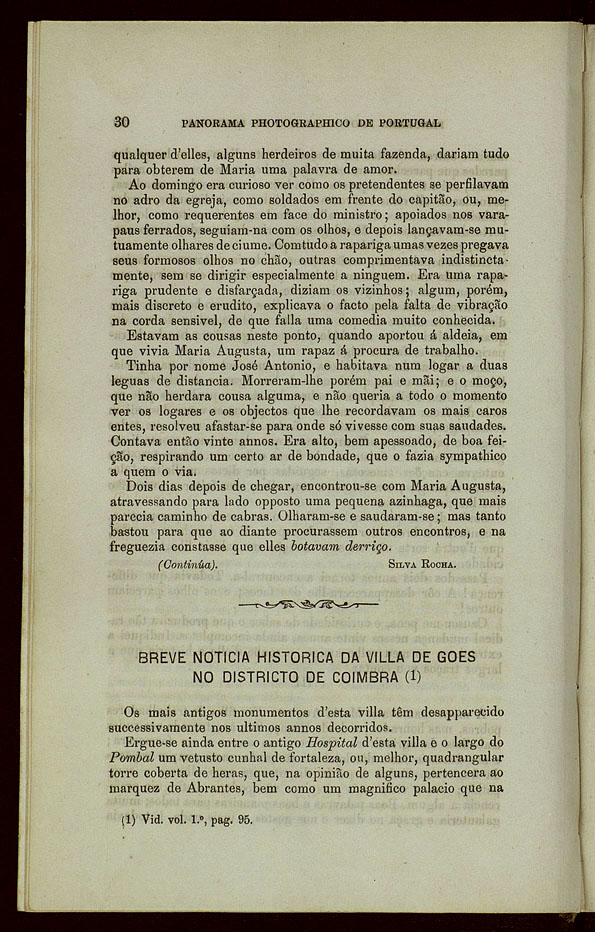 30 PANORAMA PHOTOGRAPHICO DE PORTUGAL
qualquer d'elles, alguns herdeiros de muita fazenda, dariam tudo
para obterem de Maria uma palavra de amor.
Ao domingo era curioso ver como os pretendentes se perfilavam
no adro da egreja, como soldados em frente do capitão, ou, me-
lhor, como requerentes em face do ministro; apoiados nos vara-
paus ferrados, seguiam-na com os olhos, e depois lançavam-se mu-
tuamente olhares de ciume. Comtudo a rapariga umas vezes pregava
seus formosos olhos no chão, outras comprimentava indistincta-
mente, sem se dirigir especialmente a ninguem. Era uma rapa-
riga prudente e disfarçada, diziam os vizinhos; algum, porém,
mais discreto e erudito, explicava o facto pela falta de vibração
na corda sensivel, de que falla uma comedia muito conhecida.
Estavam as cousas neste ponto, quando aportou á aldeia, em
que vivia Maria Augusta, um rapaz á procura de trabalho.
Tinha por nome José Antonio, e habitava num logar a duas
leguas de distancia. Morreram-lhe porém pai e mãi; e o moço,
que não herdara cousa alguma, e não queria a todo o momento
ver os logares e os objectos que lhe recordavam os mais caros
entes, resolveu afastar-se para onde só vivesse com suas saudades.
Contava então vinte annos. Era alto, bem apessoado, de boa fei-
ção, respirando um certo ar de bondade, que o fazia sympathico
a quem o via.
Dois dias depois de chegar, encontrou-se com Maria Augusta,
atravessando para lado opposto uma pequena azinhaga, que mais
parecia caminho de cabras. Olharam-se e saudaram-se; mas tanto
bastou para que ao diante procurassem outros encontros, e na
freguezia constasse que elles botavam derriço.
(Continúa). SILVA ROCHA.
BREVE NOTICIA HISTORICA DA VILLA DE GOES
NO DISTRICTO DE COIMBRA (1)
Os mais antigos monumentos d'esta villa têm desapparecido
successivamente nos ultimos annos decorridos.
Ergue-se ainda entre o antigo Hospital d'esta villa e o largo do
Pombal um vetusto cunhal de fortaleza, ou, melhor, quadrangular
torre coberta de heras, que, na opinião de alguns, pertencera ao
marquez de Abrantes, bem como um magnifico palacio que na
(1) Vid. vol. 1.º, pag. 95.